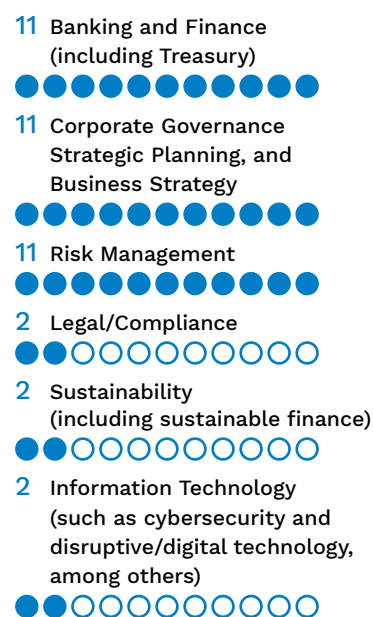 11 Banking and Finance
(including Treasury)
11 Corporate Governance
Strategic Planning, and
Business Strategy
11 Risk Management
2 Legal/Compliance
2 Sustainability
(including sustainable finance)
2 Information Technology
(such as cybersecurity and
disruptive/digital technology,
among others)